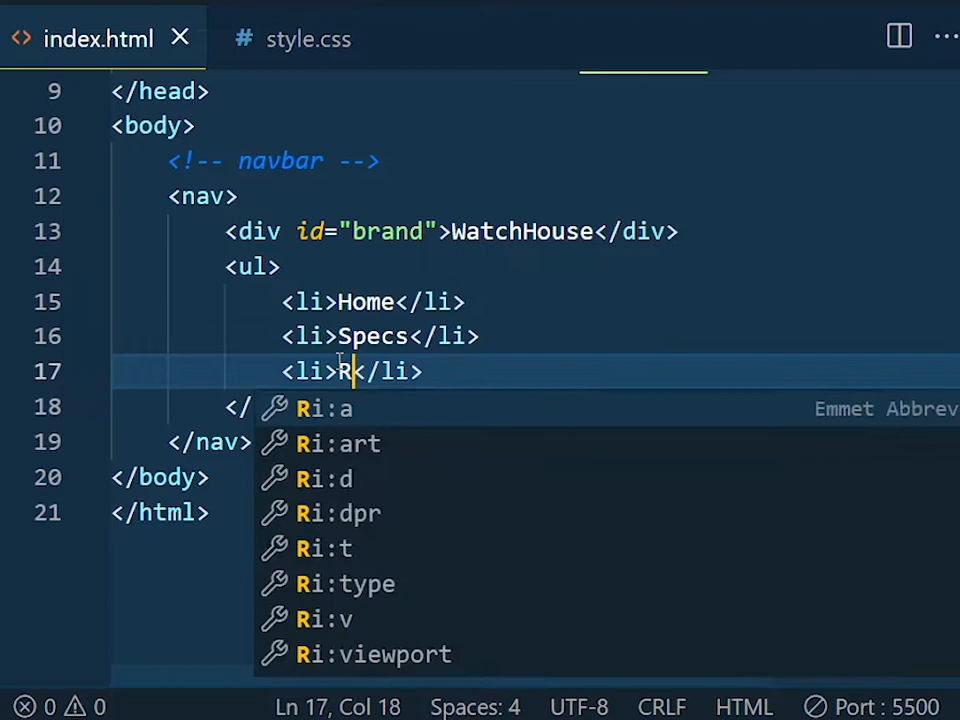 index.html
# style.css
9 </head>
10 <body>
11 <!-- navbar -->
12 <nav>
13 <div id="brand">WatchHouse</div>
14 <ul>
15 <li>Home</li>
16 <li>Specs</li>
17 <li>R</li>
18 </
Ri:a Emmet Abbrev
Ri:art
19 </nav>
Ri:d
20 </body>
Ri:dpr
21 </html>
Ri:t
Ri:type
Ri:v
Ri:viewport
0 0 Ln 17, Col 18 Spaces: 4 UTF-8 CRLF HTML Port : 5500